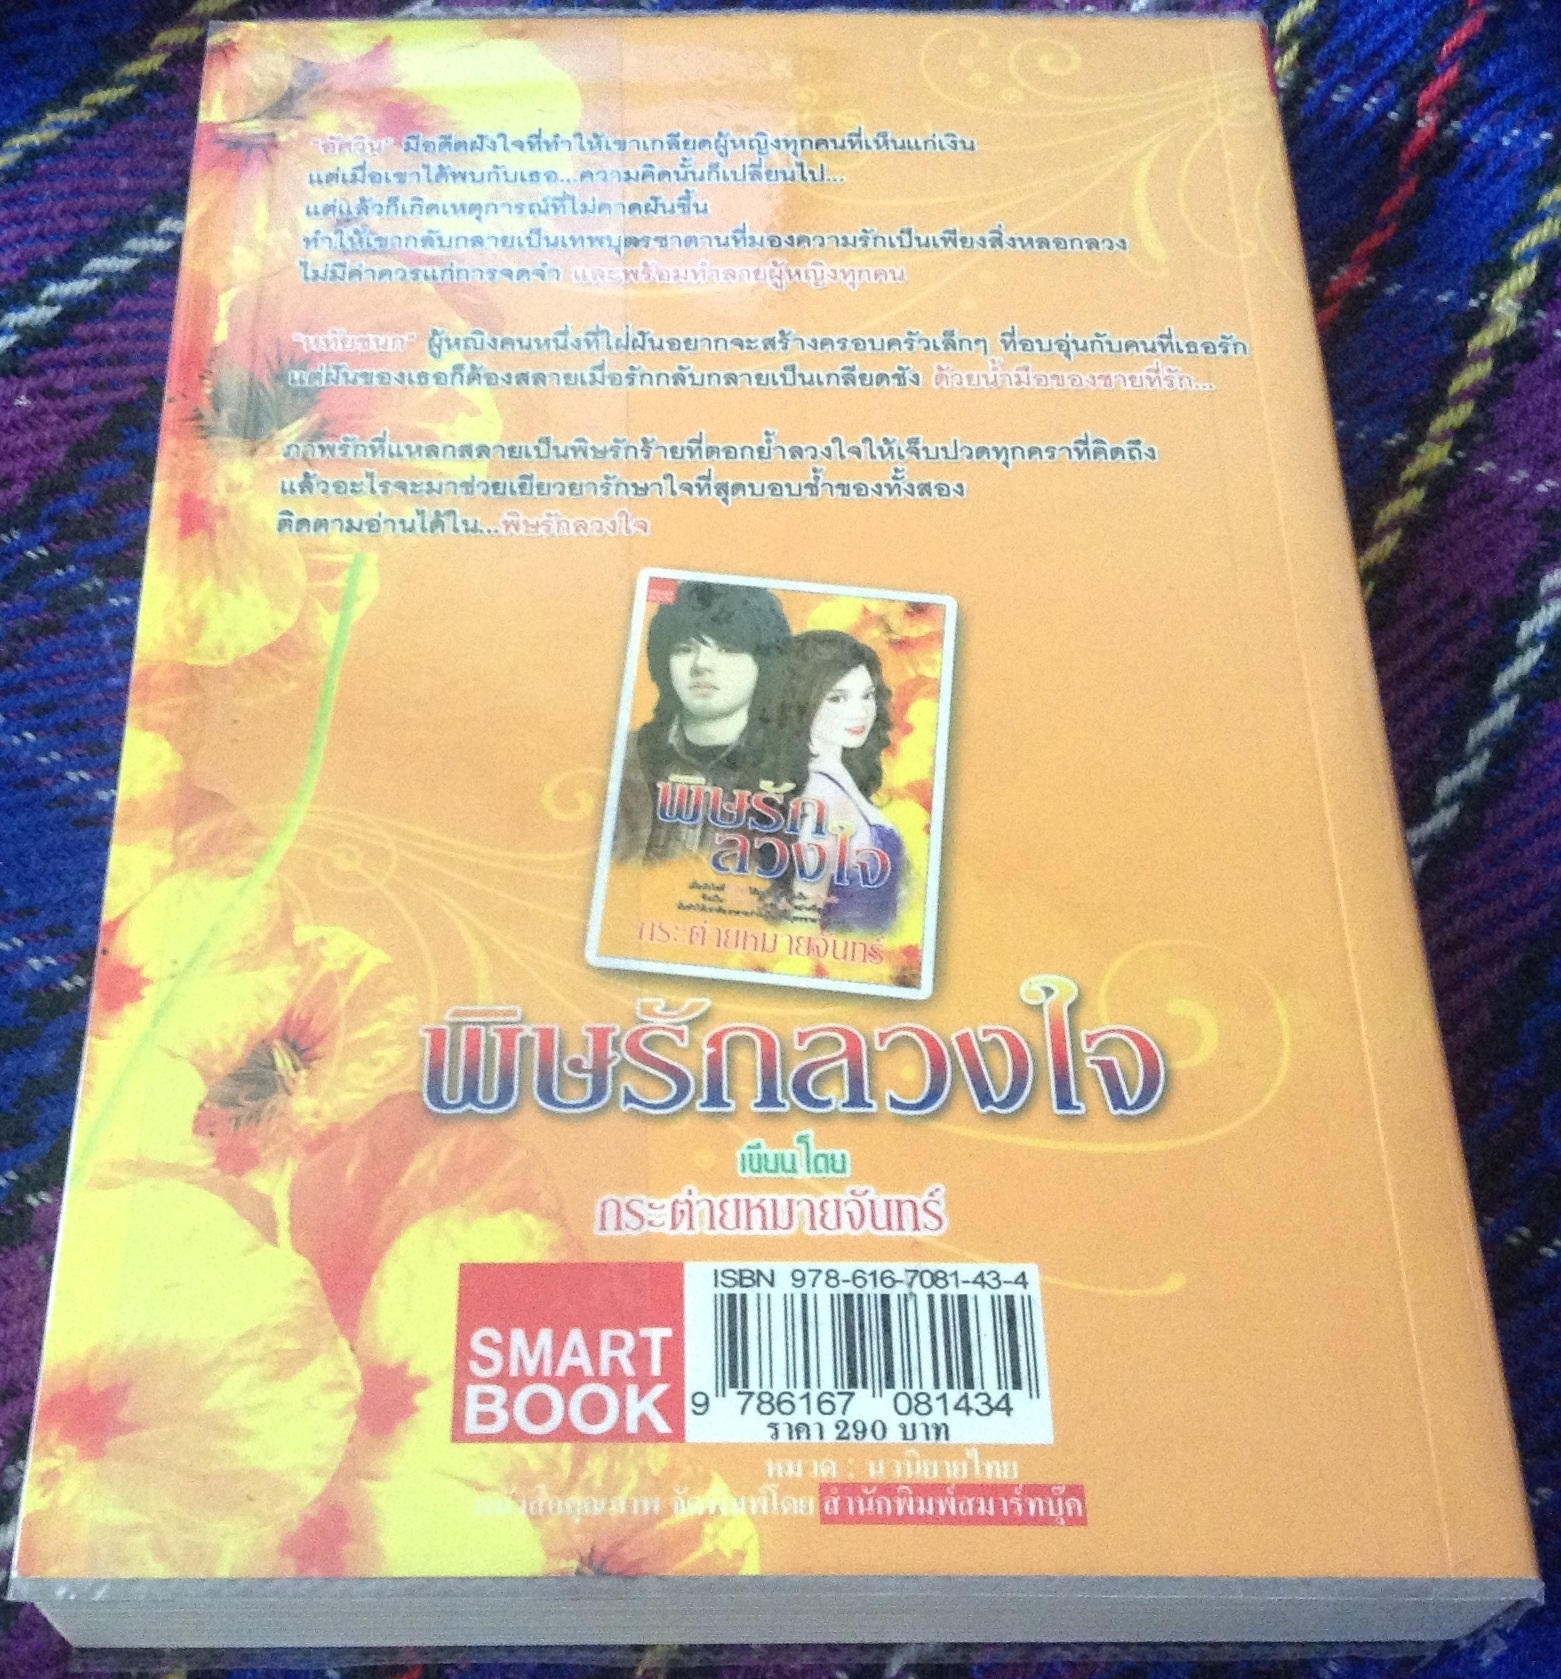 "อัศวิน" มีอดีตฝังใจที่ทำให้เขาเกลียดผู้หญิงทุกคนที่เห็นแก่เงิน
แต่เมื่อเขาได้พบกับเธอ...ความคิดนั้นก็เปลี่ยนไป...
แต่แล้วก็เกิดเหตุการณ์ที่ไม่คาดฝันขึ้น
ทำให้เขากลับกลายเป็นเทพบุตรซาตานที่มองความรักเป็นเพียงสิ่งหลอกลวง
ไม่มีค่าควรแก่การจดจำ และพร้อมทำลายผู้หญิงทุกคน
"หทัยชนก" ผู้หญิงคนหนึ่งที่ใฝ่ฝันอยากจะสร้างครอบครัวเล็กๆ ที่อบอุ่นกับคนที่เธอรัก
แต่ฝันของเธอก็ต้องสลายเมื่อรักกลับกลายเป็นเกลียดชัง ด้วยน้ำมือของชายที่รัก...
ภาพรักที่แหลกสลายเป็นพิษรักร้ายที่ตอกย้ำลวงใจให้เจ็บปวดทุกคราที่คิดถึง
แล้วอะไรจะมาช่วยเยียวยารักษาใจที่สุดบอบช้ำของทั้งสอง
ติดตามอ่านได้ใน...พิษรักลวงใจ
พิษรัก
ลวงใจ
กระต่ายหมายจันทร์
พิษรักลวงใจ
เขียนโดย
กระต่ายหมายจันทร์
SMART
BOOK
ISBN 978-616-7081-43-4
9 786167 081434
ราคา 290 บาท
หมวด : นวนิยายไทย
หนังสือคุณภาพ จัดพิมพ์โดย สำนักพิมพ์สมาร์ทบุ๊ค